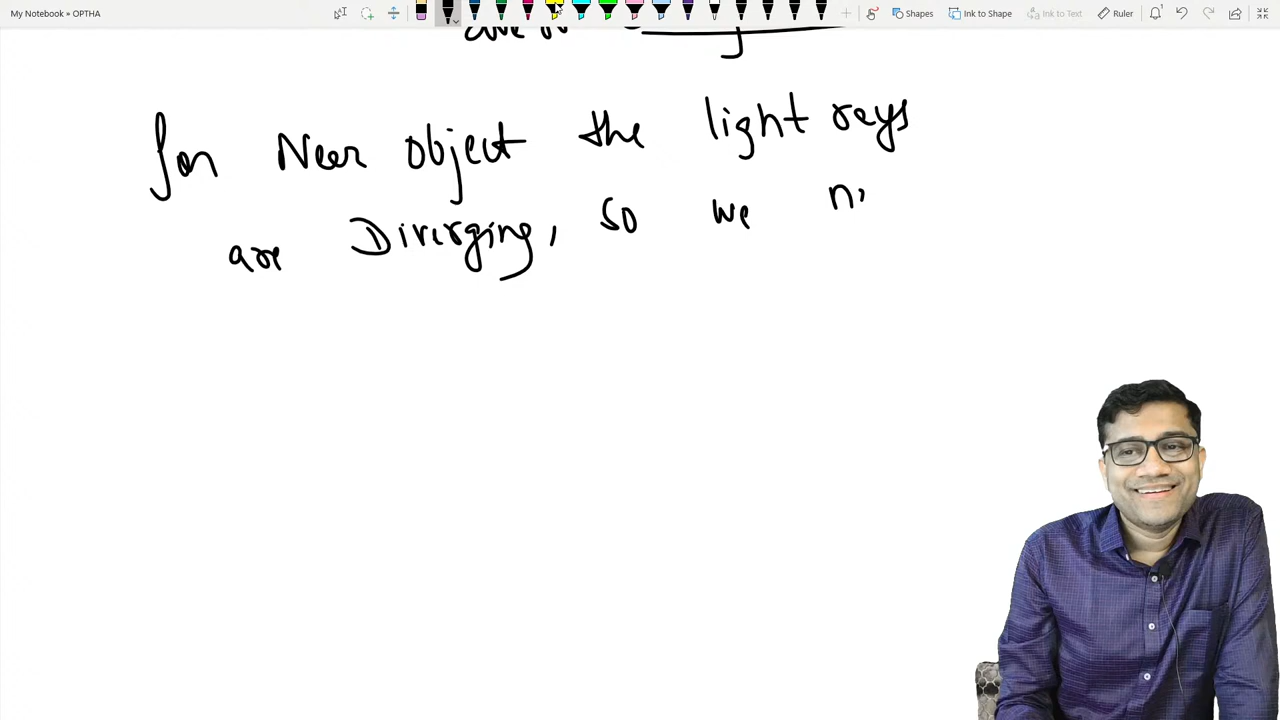 My Notebook » OPTHA
Shapes Ink to Shape Ink to Text Ruler
for Near object the light rays
are Diverging, so we